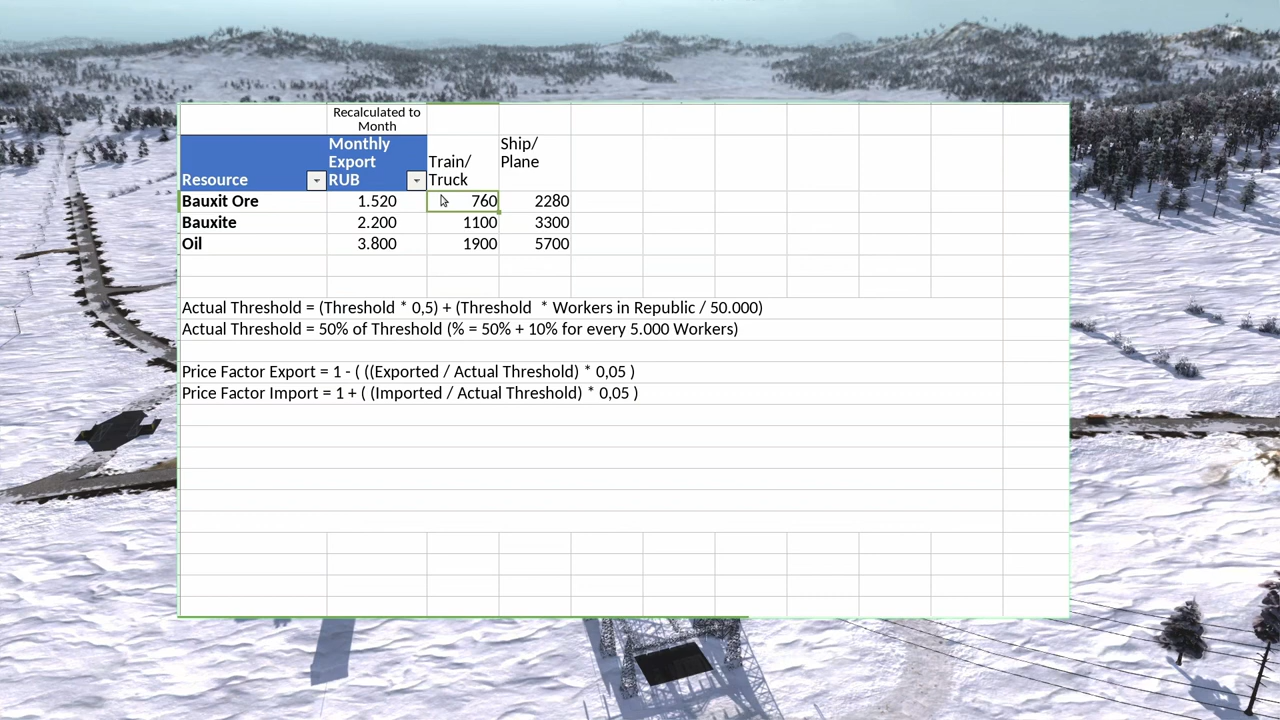 Recalculated to
Month
Resource Monthly
Export
RUB Train/
Truck Ship/
Plane
Bauxit Ore 1.520 760 2280
Bauxite 2.200 1100 3300
Oil 3.800 1900 5700
Actual Threshold = (Threshold * 0,5) + (Threshold * Workers in Republic / 50.000)
Actual Threshold = 50% of Threshold (% = 50% + 10% for every 5.000 Workers)
Price Factor Export = 1 - ( ((Exported / Actual Threshold) * 0,05 )
Price Factor Import = 1 + ( (Imported / Actual Threshold) * 0,05 )